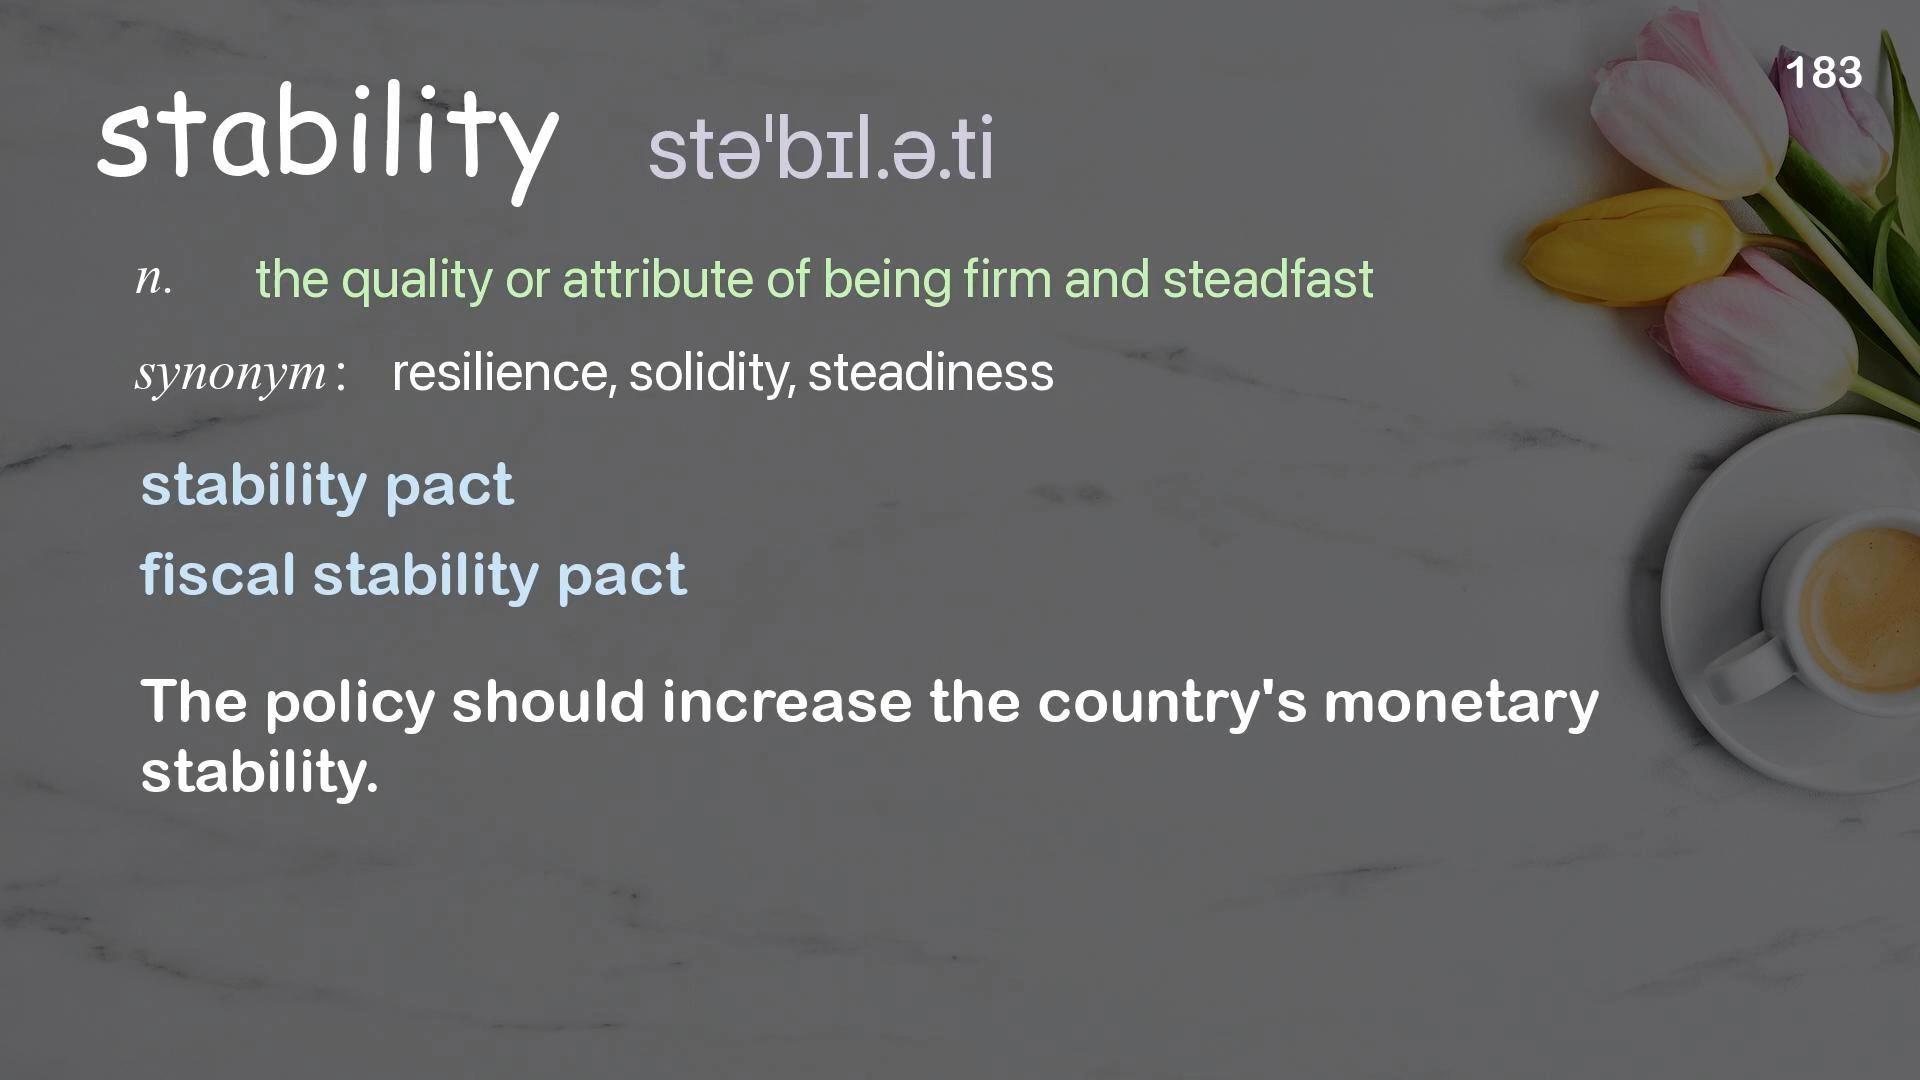 183
stability stəˈbɪl.ə.ti
n. the quality or attribute of being firm and steadfast
synonym : resilience, solidity, steadiness
stability pact
fiscal stability pact
The policy should increase the country's monetary
stability.